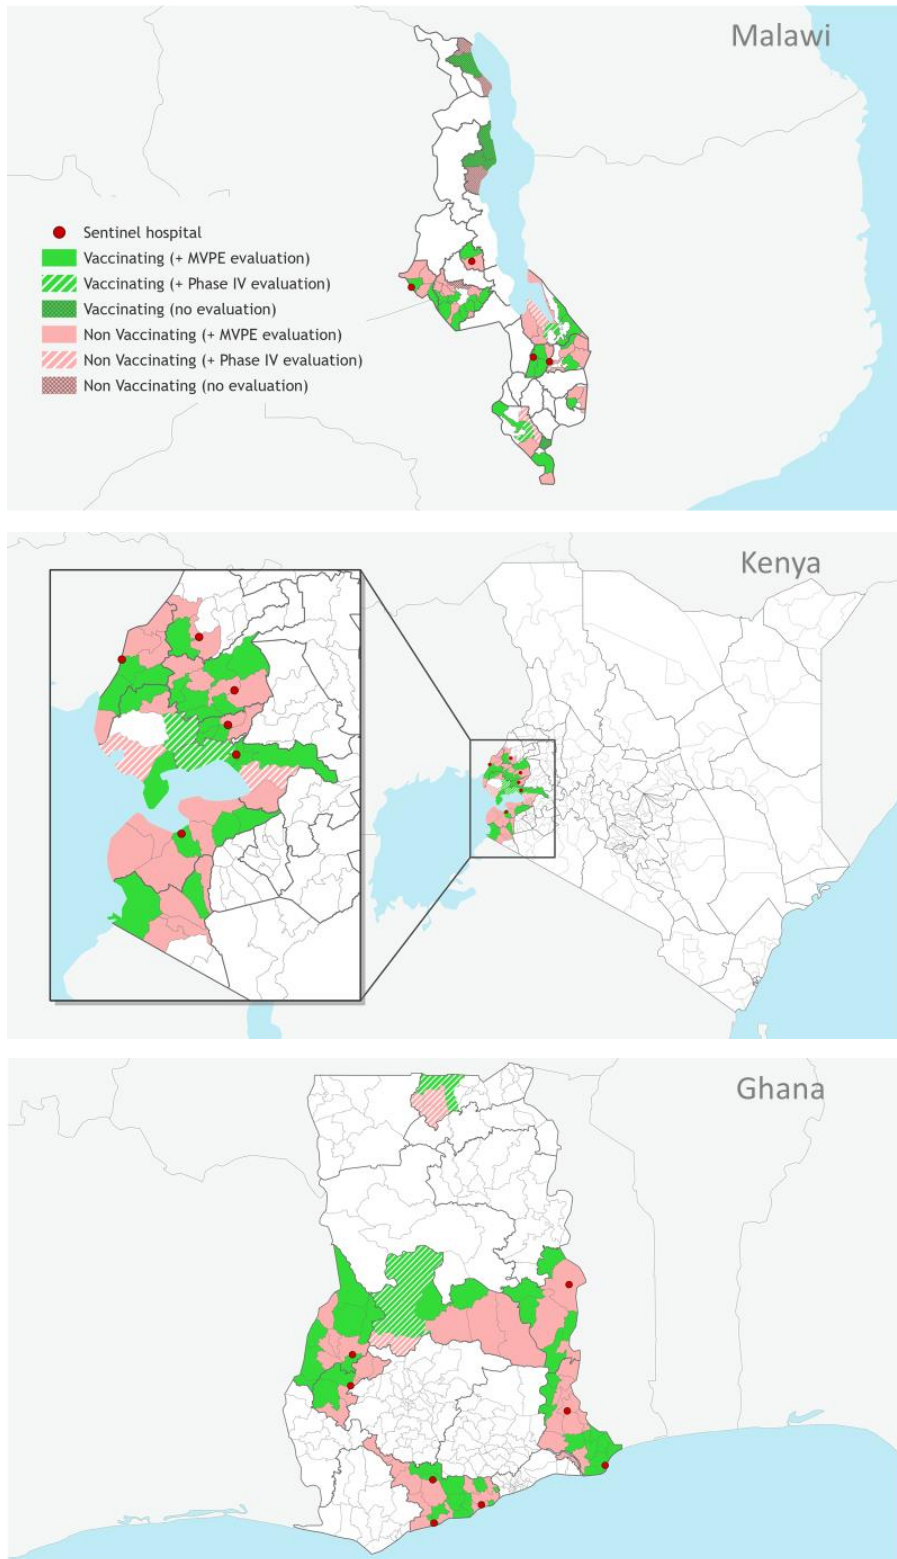 Malawi
Sentinel hospital
Vaccinating (+ MVPE evaluation)
Vaccinating (+ Phase IV evaluation)
Vaccinating (no evaluation)
Non Vaccinating (+ MVPE evaluation)
Non Vaccinating (+ Phase IV evaluation)
Non Vaccinating (no evaluation)
Kenya
Ghana